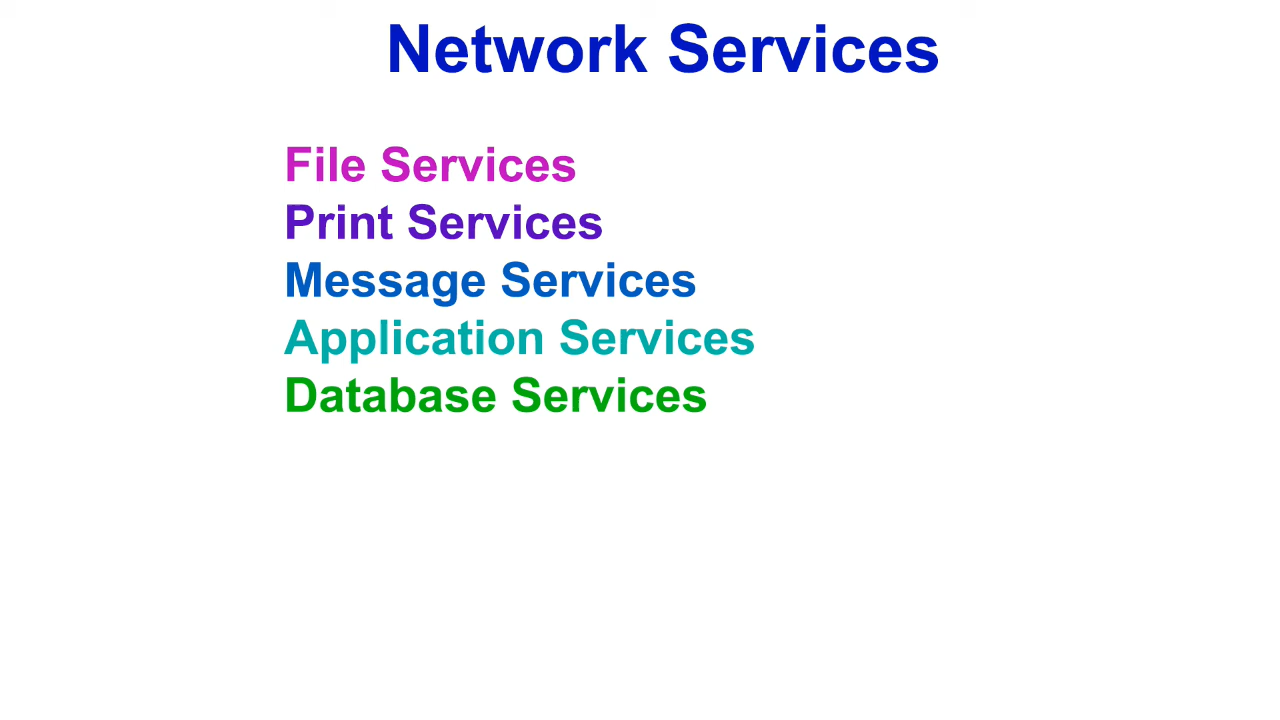 Network Services
File Services
Print Services
Message Services
Application Services
Database Services